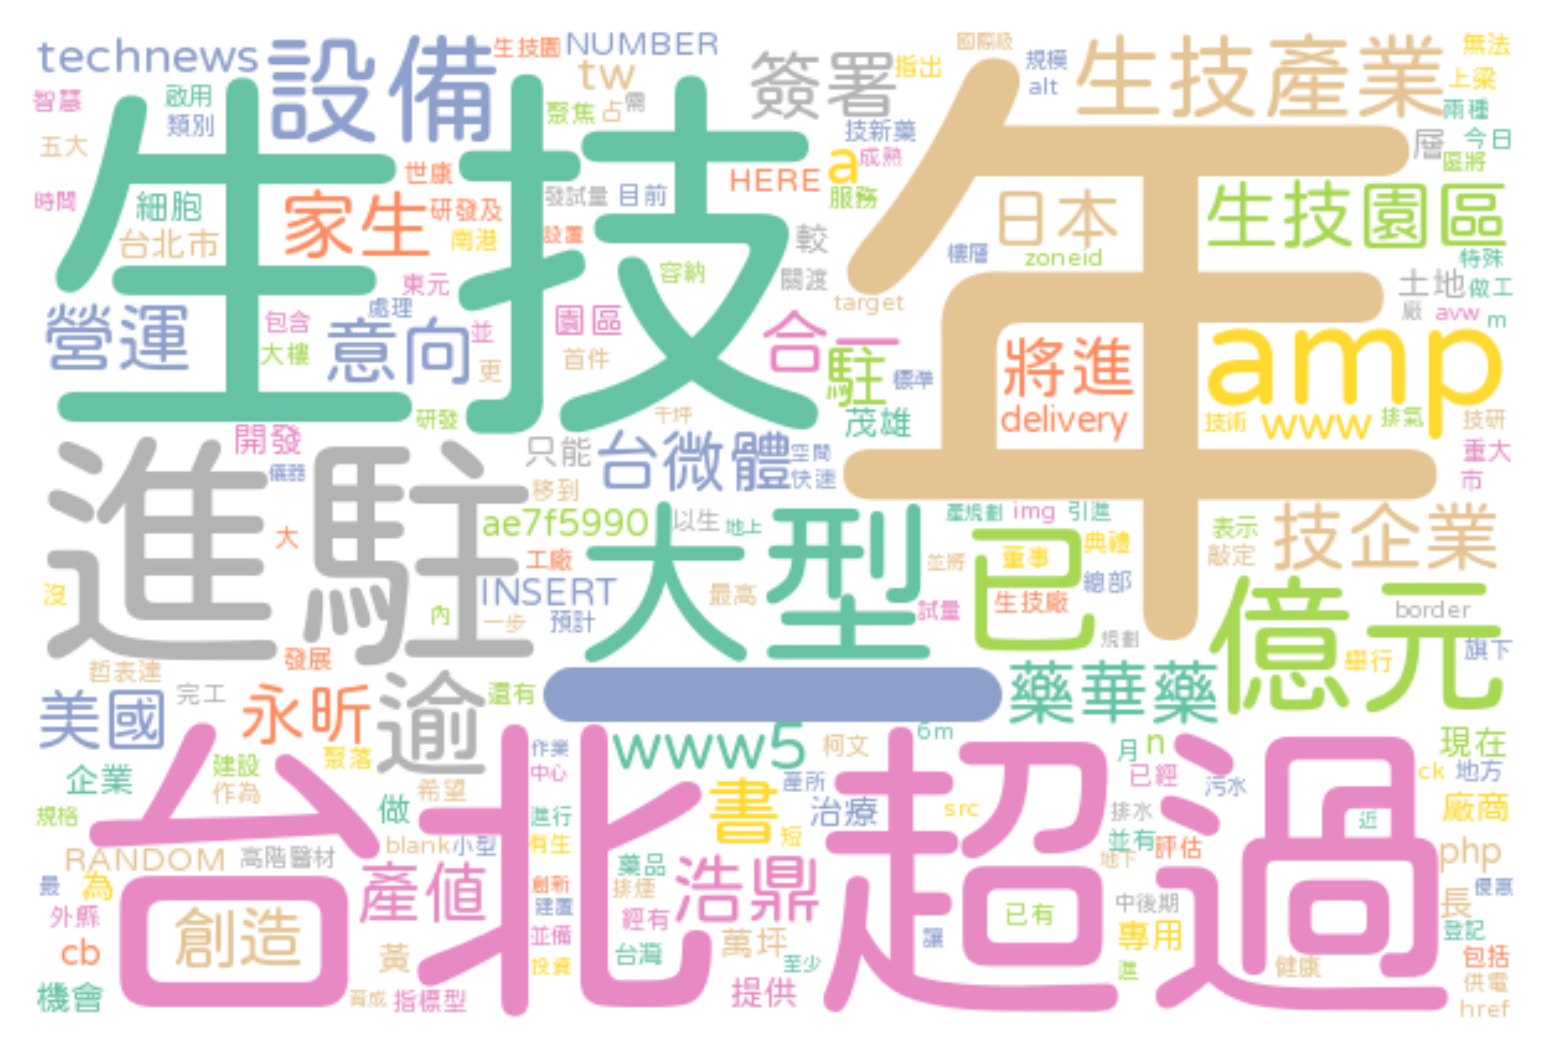 technews
設備
生技園
NUMBER
tw
簽署
指出
國際級
規模
alt
生技產業
無法
上梁
兩種
智慧
啟用
類別
生技
聚焦
占
需
技新藥
成熟
年
層
今日
區將
五大
世康
HERE
a
服務
時間
細胞
台北市
家生
研發及
南港
發試量
目前
設置
較
日本
zoneid
樓層
生技園區
特殊
營運
包含
大樓
東元
處理
意向
並
更
容納
園區
首件
關渡
target
合一
駐
標準
將進
delivery
amp
土地
做工
廠
avw
m
研發
千坪
茂雄
技術
www
排氣
技研
進駐
開發
儀器
只能
台微體
空間
快速
移到
重大
市
大
ae7f5990
以生
地上
大型
產規劃
img
引進
已
典禮
表示
敲定
技企業
沒
工廠
INSERT
最高
並將
董事
總部
內
一步
預計
試量
生技廠
規劃
億元
border
哲表達
發展
一
舉行
旗下
美國
完工
永昕
逾
還有
藥華藥
企業
建設
作為
聚落
作業
中心
www5
柯文
6m
月
n
現在
已經
污水
ck
地方
規格
台北
做
希望
進行
書
產所
治療
超過
src
排水
過
廠商
RANDOM
高階醫材
blank
小型
有生
短
並有
地下
評估
近
php
最
為
產值
創新
藥品
排煙
浩鼎
中後期
長
優惠
外縣
創造
建置
並備
經有
已有
專用
登記
cb
黃
投資
台灣
萬坪
至少
讓
進
健康
包括
供電
機會
育成
指標型
提供
href